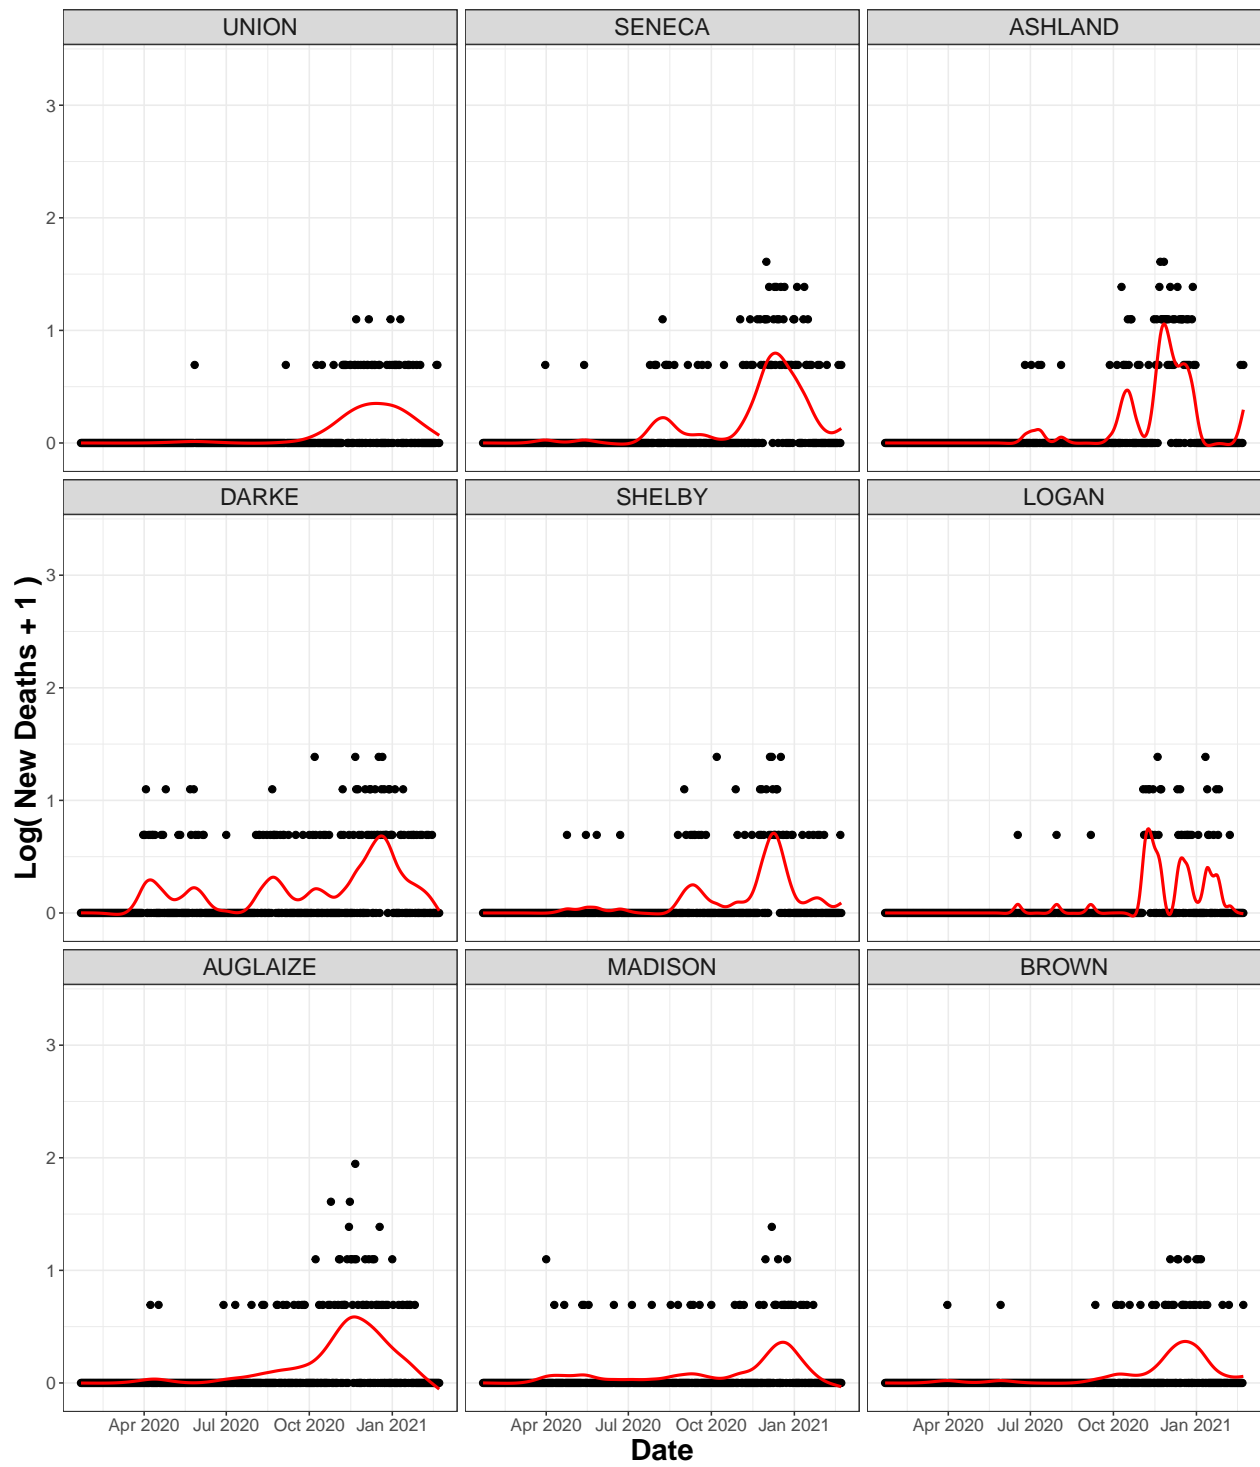 UNION SENECA ASHLAND
3
2
1
0
DARKE SHELBY LOGAN
3
2
1
0
Log( New Deaths + 1 )
AUGLAIZE MADISON BROWN
3
2
1
0
Apr 2020 Jul 2020 Oct 2020 Jan 2021 Apr 2020 Jul 2020 Oct 2020 Jan 2021 Apr 2020 Jul 2020 Oct 2020 Jan 2021
Date